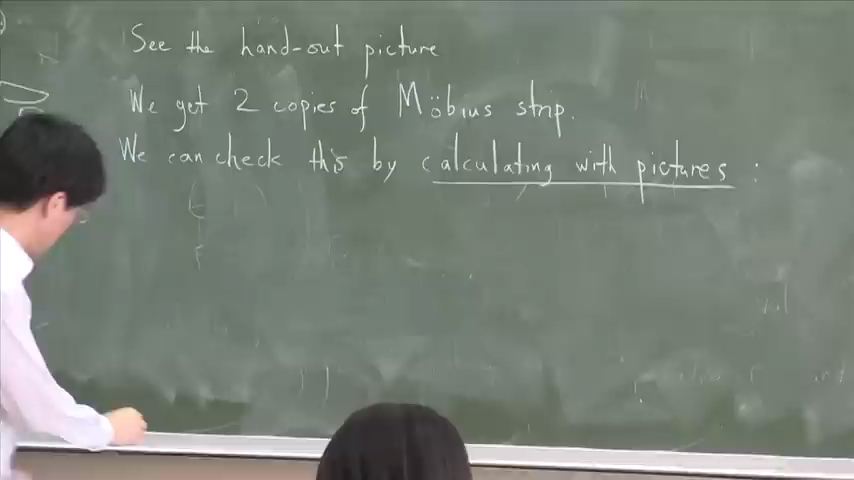 See the hand-out picture
We get 2 copies of Möbius strip.
We can check this by calculating with pictures :